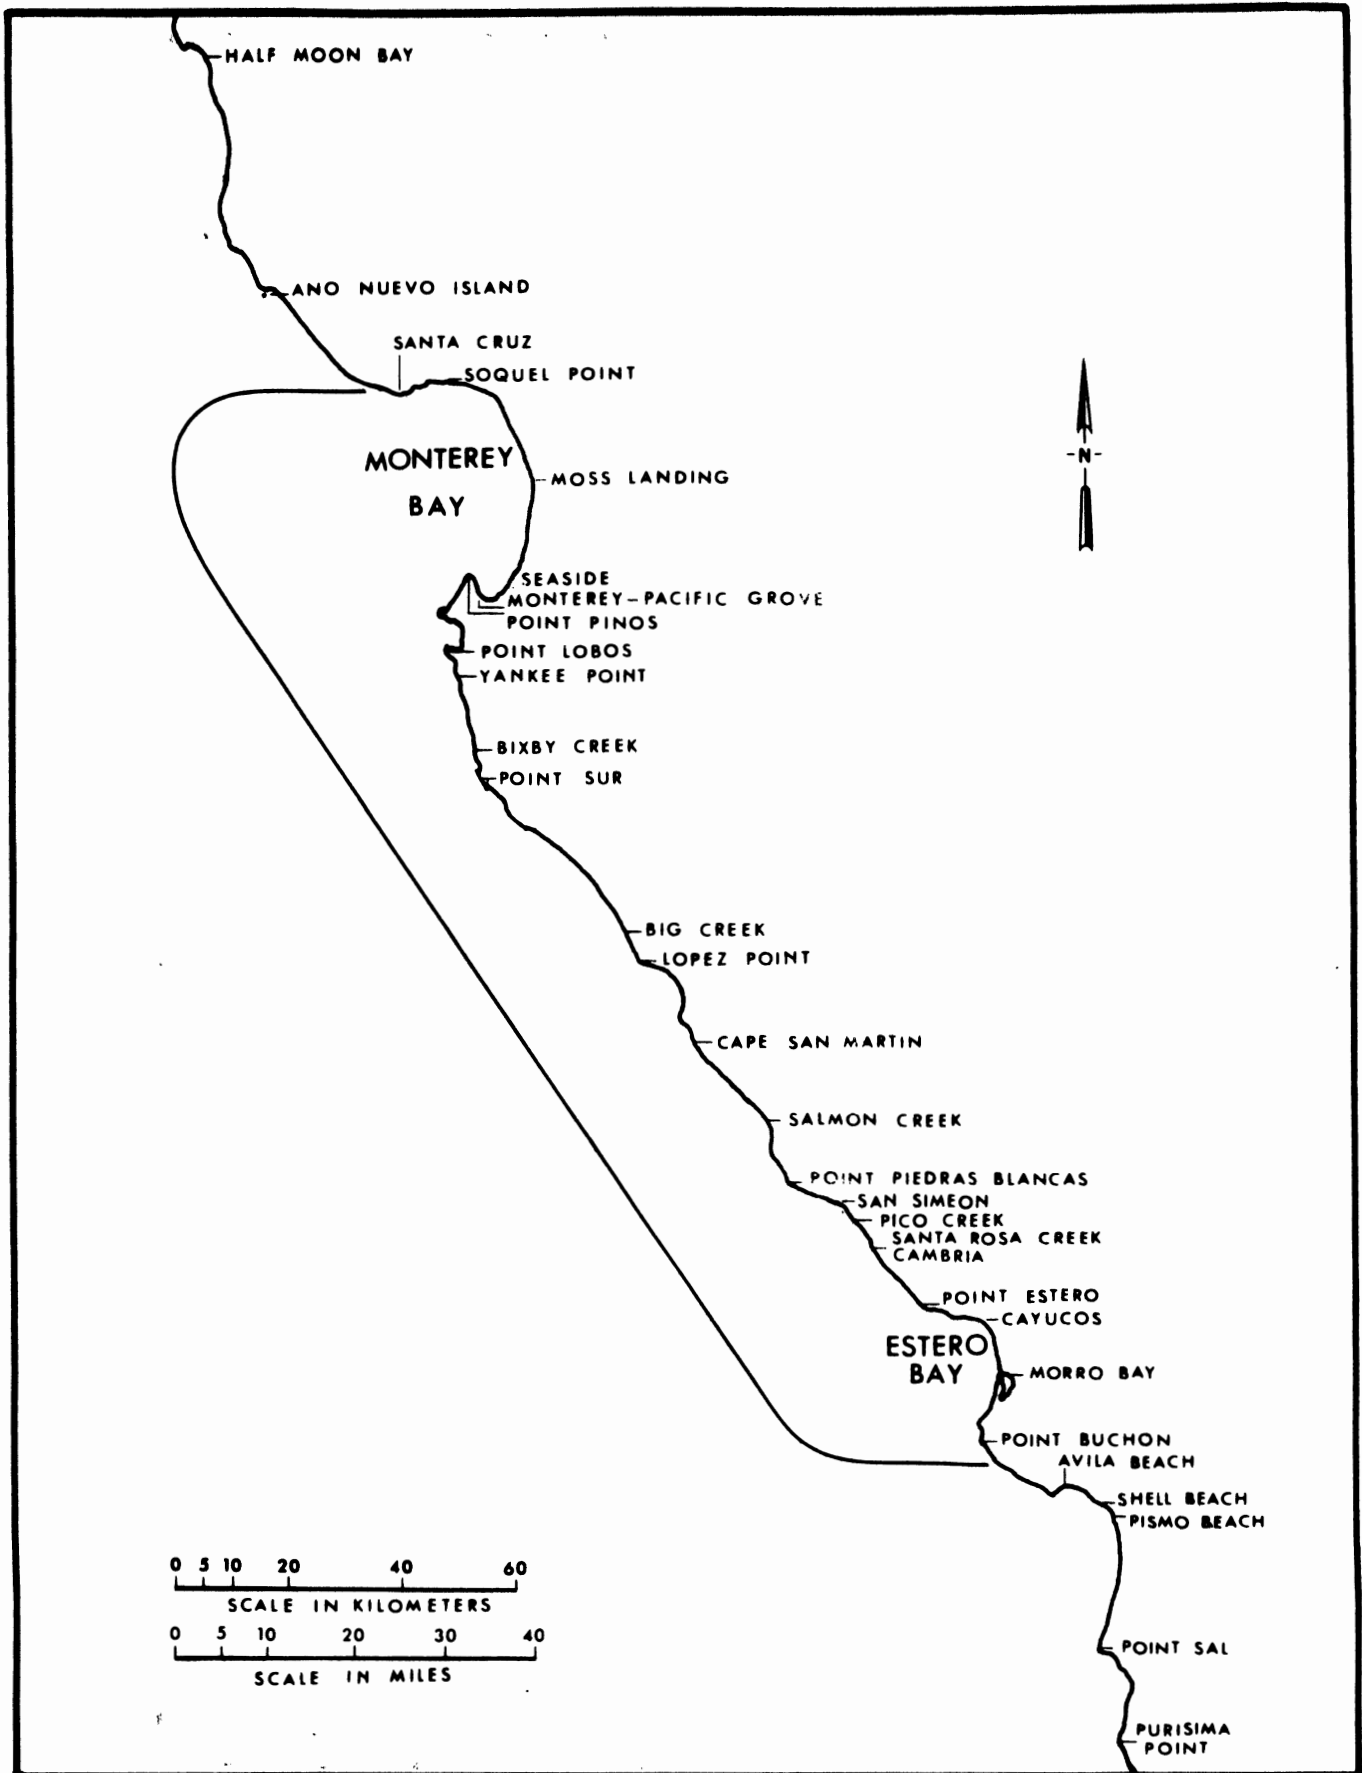 HALF MOON BAY
ANO NUEVO ISLAND
SANTA CRUZ
SOQUEL POINT
MONTEREY
BAY
MOSS LANDING
-N-
SEASIDE
MONTEREY-PACIFIC GROVE
POINT PINOS
POINT LOBOS
YANKEE POINT
BIXBY CREEK
POINT SUR
BIG CREEK
LOPEZ POINT
CAPE SAN MARTIN
SALMON CREEK
POINT PIEDRAS BLANCAS
SAN SIMEON
PICO CREEK
SANTA ROSA CREEK
CAMBRIA
POINT ESTERO
CAYUCOS
ESTERO
BAY
MORRO BAY
POINT BUCHON
AVILA BEACH
SHELL BEACH
PISMO BEACH
0 5 10 20 40 60
SCALE IN KILOMETERS
0 5 10 20 30 40
SCALE IN MILES
POINT SAL
PURISIMA
POINT